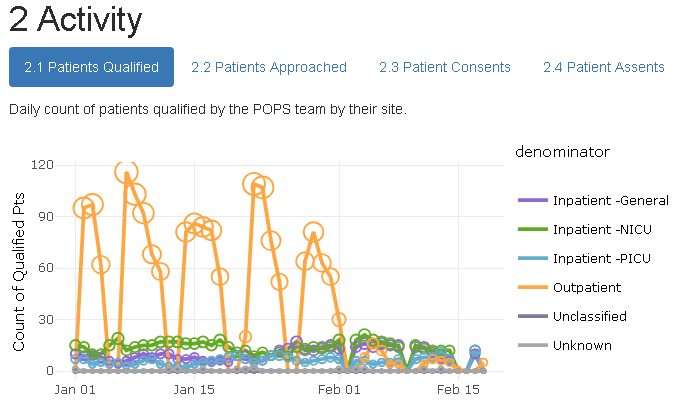 2 Activity
2.1 Patients Qualified 2.2 Patients Approached 2.3 Patient Consents 2.4 Patient Assents
Daily count of patients qualified by the POPS team by their site.
denominator
Inpatient -General
Inpatient -NICU
Inpatient -PICU
Outpatient
Unclassified
Unknown
Count of Qualified Pts
120
90
60
30
0
Jan 01 Jan 15 Feb 01 Feb 15